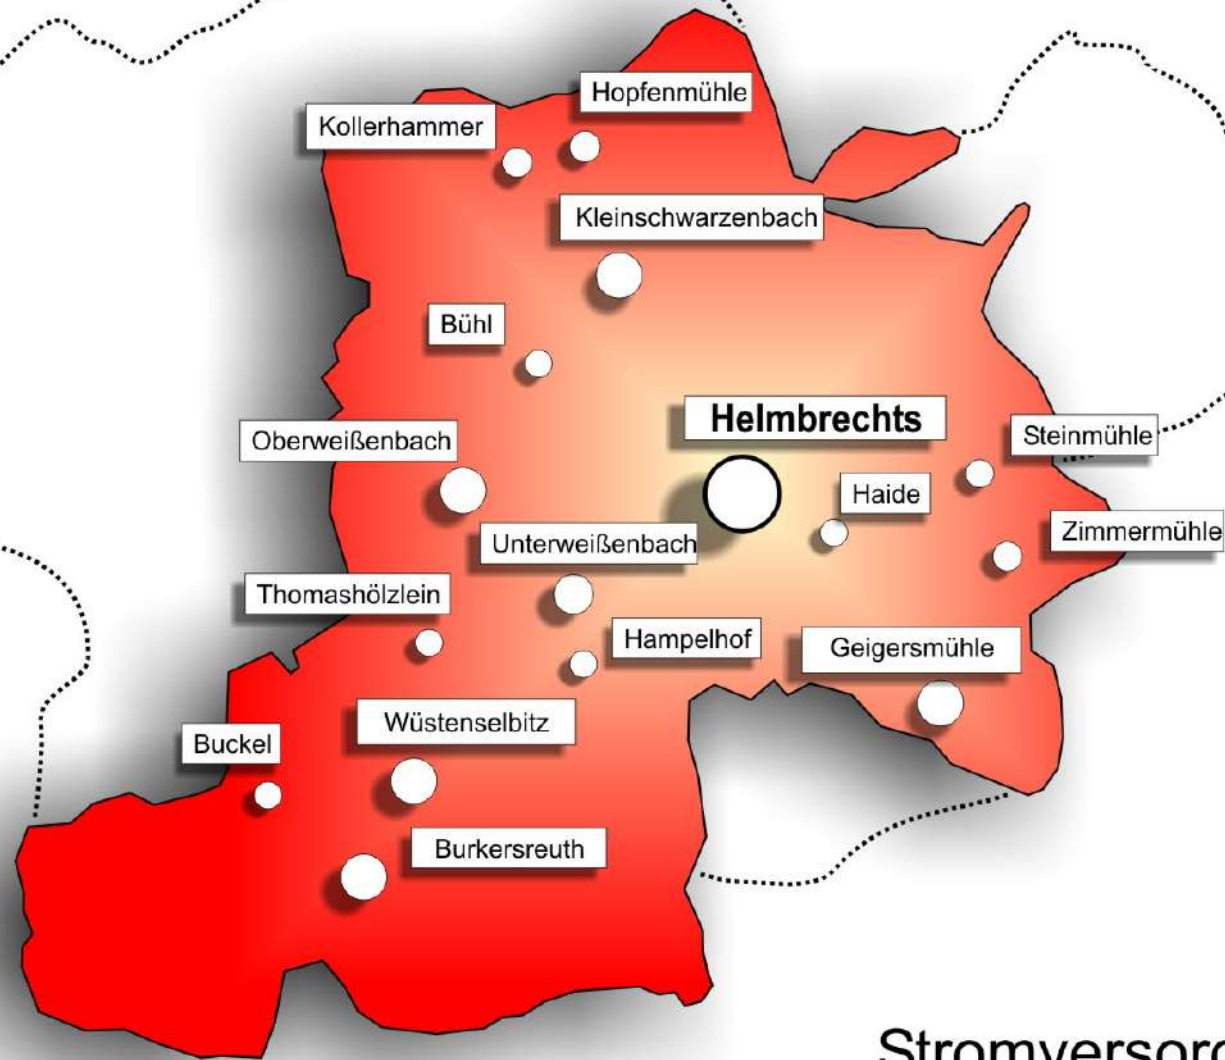 Hopfenmühle
Kollerhammer
Kleinschwarzenbach
Bühl
Helmbrechts
Oberweißenbach
Steinmühle
Haide
Zimmermühle
Unterweißenbach
Thomashölzlein
Hampelhof
Geigersmühle
Wüstenselbitz
Buckel
Burkersreuth